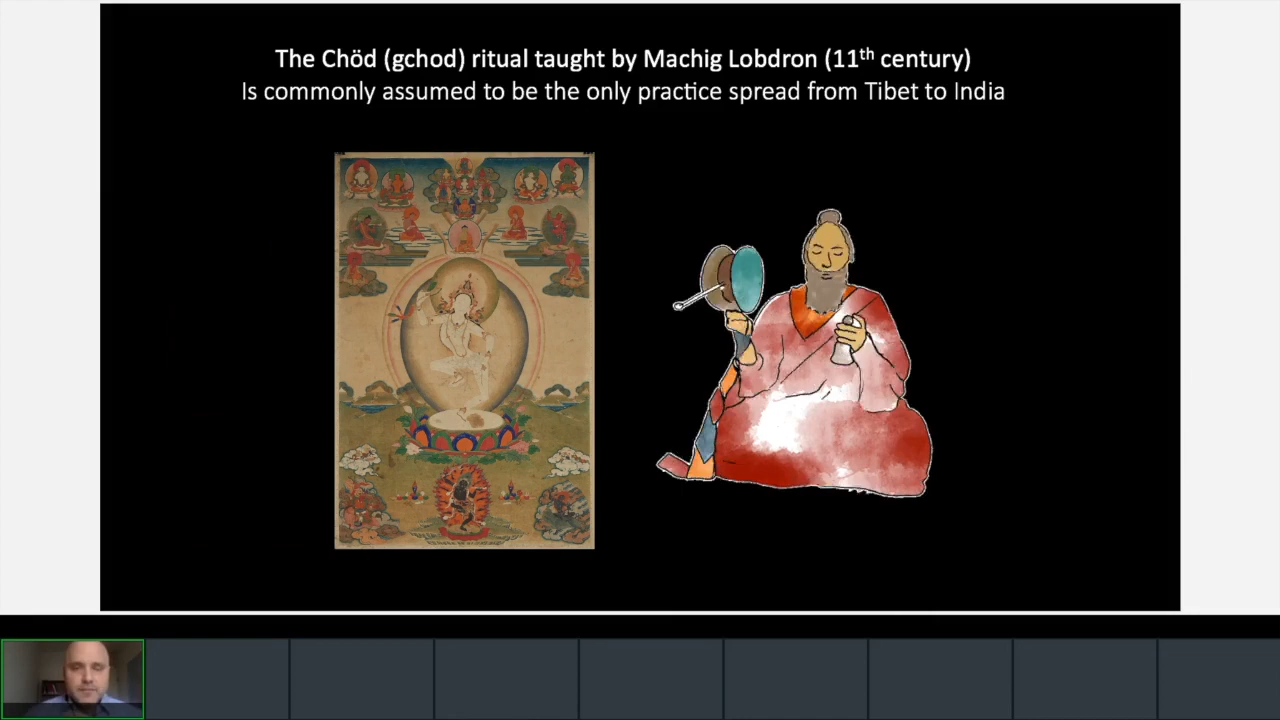 The Chöd (gchod) ritual taught by Machig Lobdron (11th century)
Is commonly assumed to be the only practice spread from Tibet to India